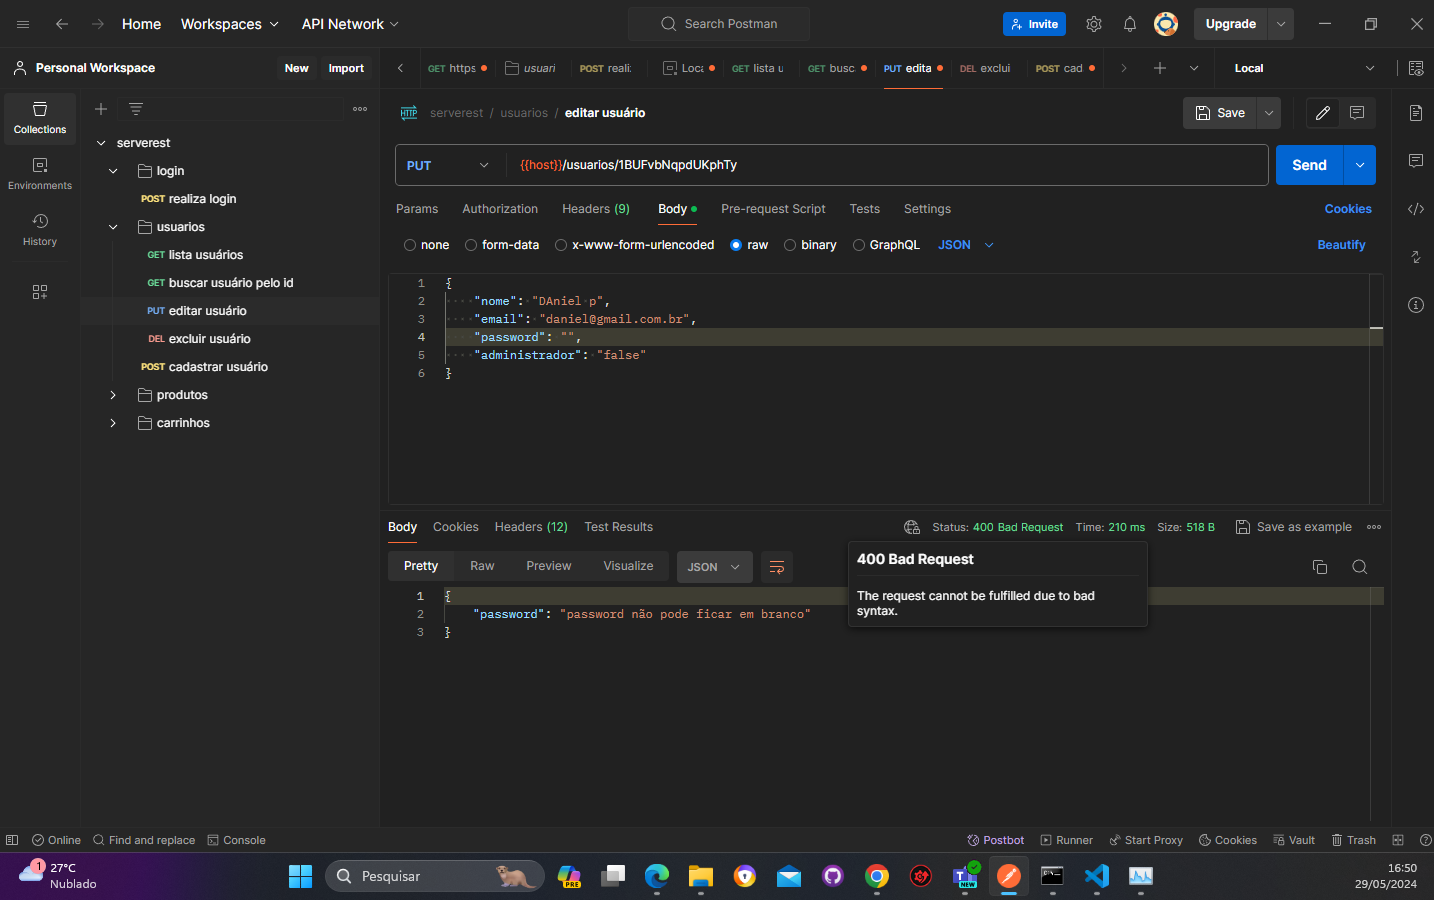 Home
Workspaces
API Network
Search Postman
Invite
Upgrade
Personal Workspace
New
Import
GET https
usuari
POST reali
Loca
GET lista u
GET busc
PUT edita
DEL exclui
POST cad
Local
Collections
Environments
History
serverest
login
POST realiza login
usuarios
GET lista usuários
GET buscar usuário pelo id
PUT editar usuário
DEL excluir usuário
POST cadastrar usuário
produtos
carrinhos
HTTP serverest / usuarios / editar usuário
Save
PUT
{{host}}/usuarios/1BUFvbNqpdUKphTy
Send
Params Authorization Headers (9) Body Pre-request Script Tests Settings
Cookies
none form-data x-www-form-urlencoded raw binary GraphQL JSON
Beautify
1 {
2 "nome": "DAniel p",
3 "email": "daniel@gmail.com.br",
4 "password": "",
5 "administrador": "false"
6 }
Body Cookies Headers (12) Test Results
Status: 400 Bad Request Time: 210 ms Size: 518 B
Save as example
Pretty Raw Preview Visualize JSON
400 Bad Request
The request cannot be fulfilled due to bad
syntax.
1 {
2 "password": "password não pode ficar em branco"
3 }
Online
Find and replace
Console
Postbot
Runner
Start Proxy
Cookies
Vault
Trash
1
27°C
Nublado
Pesquisar
PRE
NEW
16:50
29/05/2024